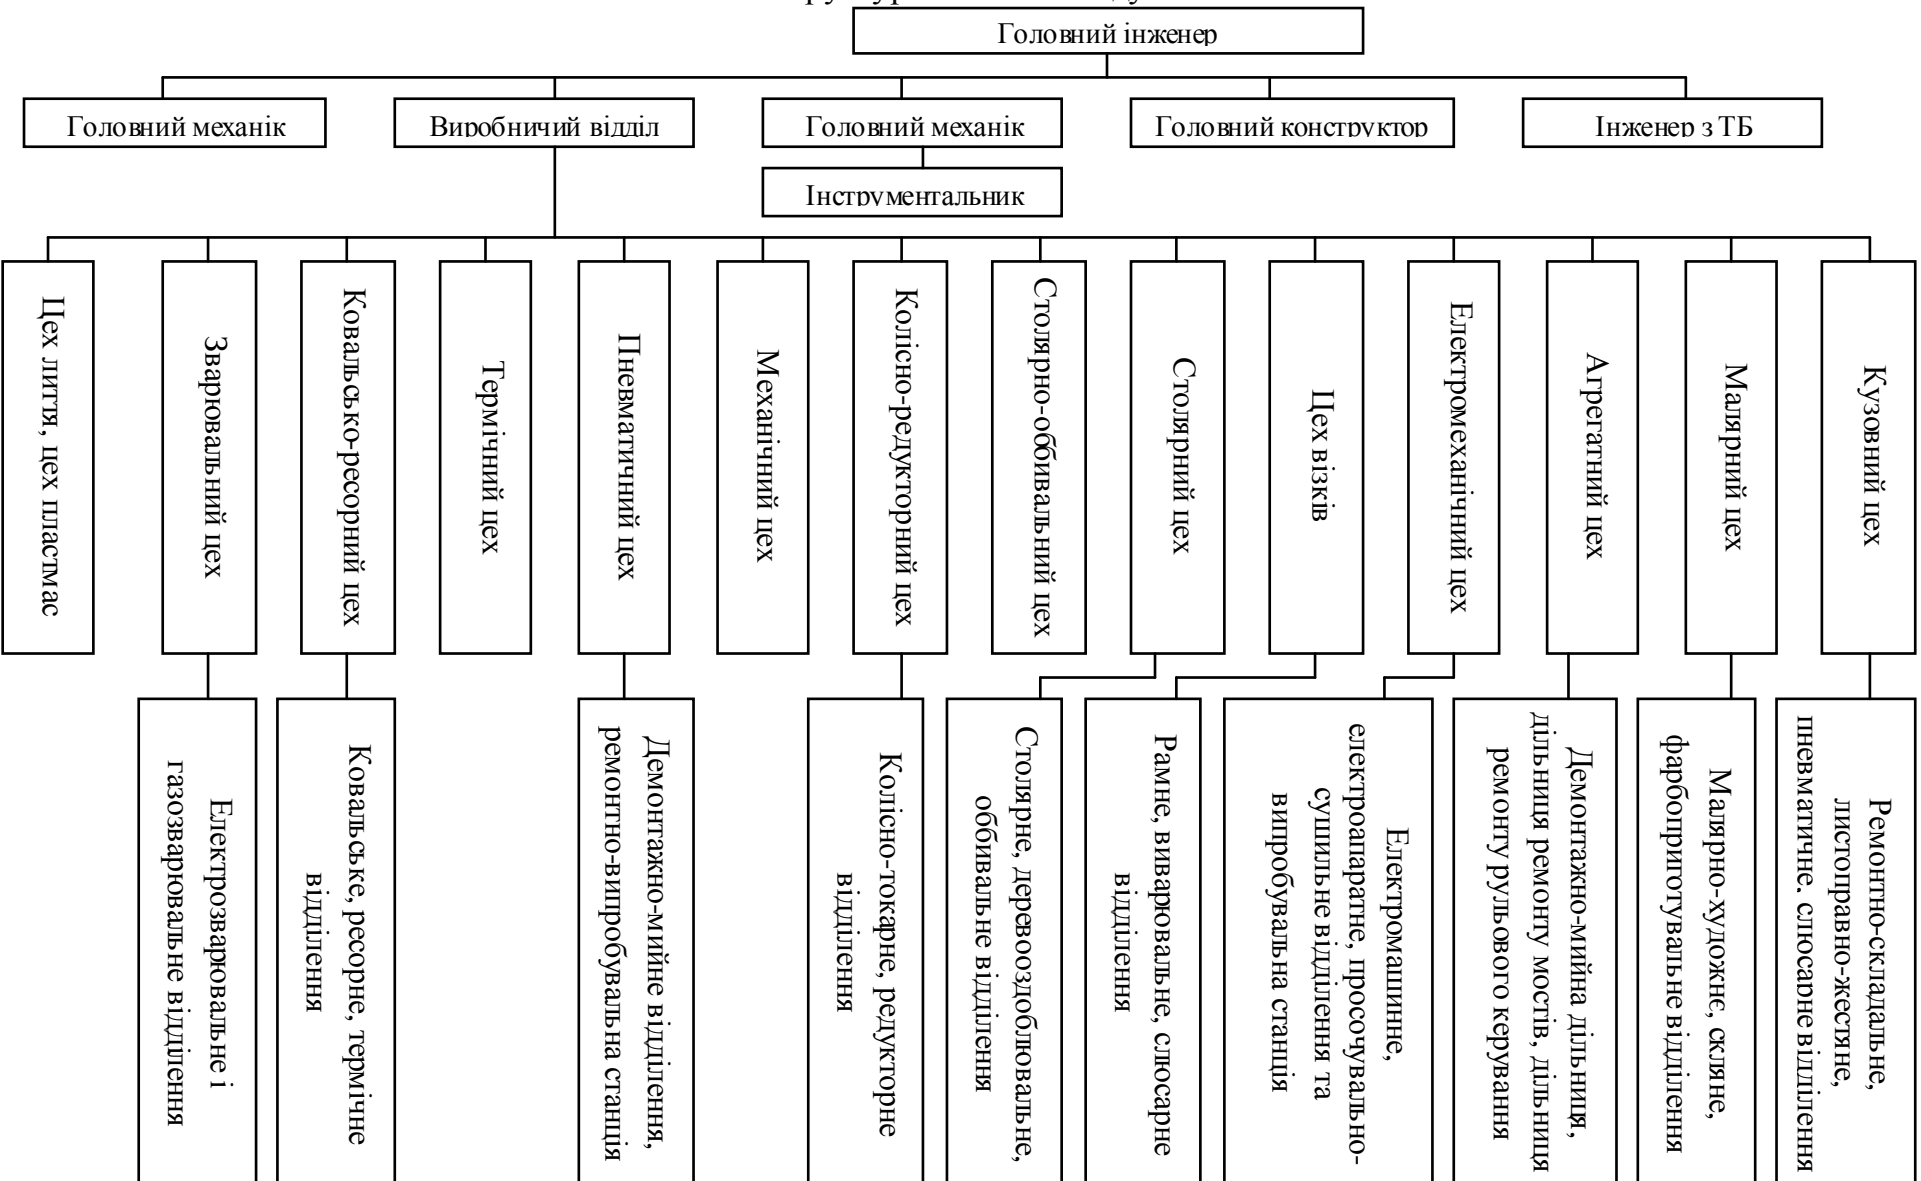 Головний інженер
Головний механік
Виробничий відділ
Головний механік
Головний конструктор
Інженер з ТБ
Інструментальник
Цех лиття, цех пластмас
Зварювальний цех
Ковальсько-ресорний цех
Термічний цех
Пневматичний цех
Механічний цех
Колісно-редукторний цех
Столярно-оббивальний цех
Столярний цех
Цех візків
Електромеханічний цех
Агрегатний цех
Малярний цех
Кузовний цех
Електрозварювальне і
газозварювальне відділення
Ковальське, ресорне, термічне
відділення
Демонтажно-мийне відділення,
ремонтно-випробувальна станція
Колісно-токарне, редукторне
відділення
Столярне, деревооздоблювальне,
оббивальне відділення
Рамне, виварювальне, слюсарне
відділення
Електромашинне,
електроапаратне, просочувально-
сушильне відділення та
випробувальна станція
Демонтажно-мийна дільниця,
дільниця ремонту мостів, дільниця
ремонту рульового керування
Малярно-художнє, скляне,
фарбоприготувальне відділення
Ремонтно-складальне,
листоправно-жестяне,
пневматичне. слюсарне відділення